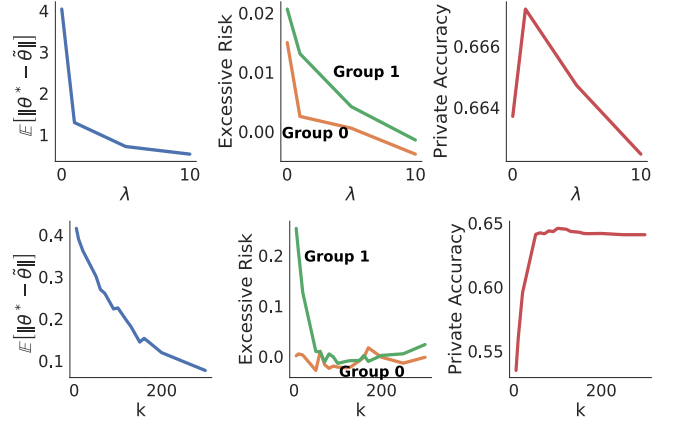 𝔼[‖θ* − θ̃‖]
4
3
2
1
0
10
λ
Excessive Risk
0.02
0.01
0.00
Group 1
Group 0
0
10
λ
Private Accuracy
0.666
0.664
0
10
λ
𝔼[‖θ* − θ̃‖]
0.4
0.3
0.2
0.1
0
200
k
Excessive Risk
0.2
0.1
0.0
Group 1
Group 0
0
200
k
Private Accuracy
0.65
0.60
0.55
200
k